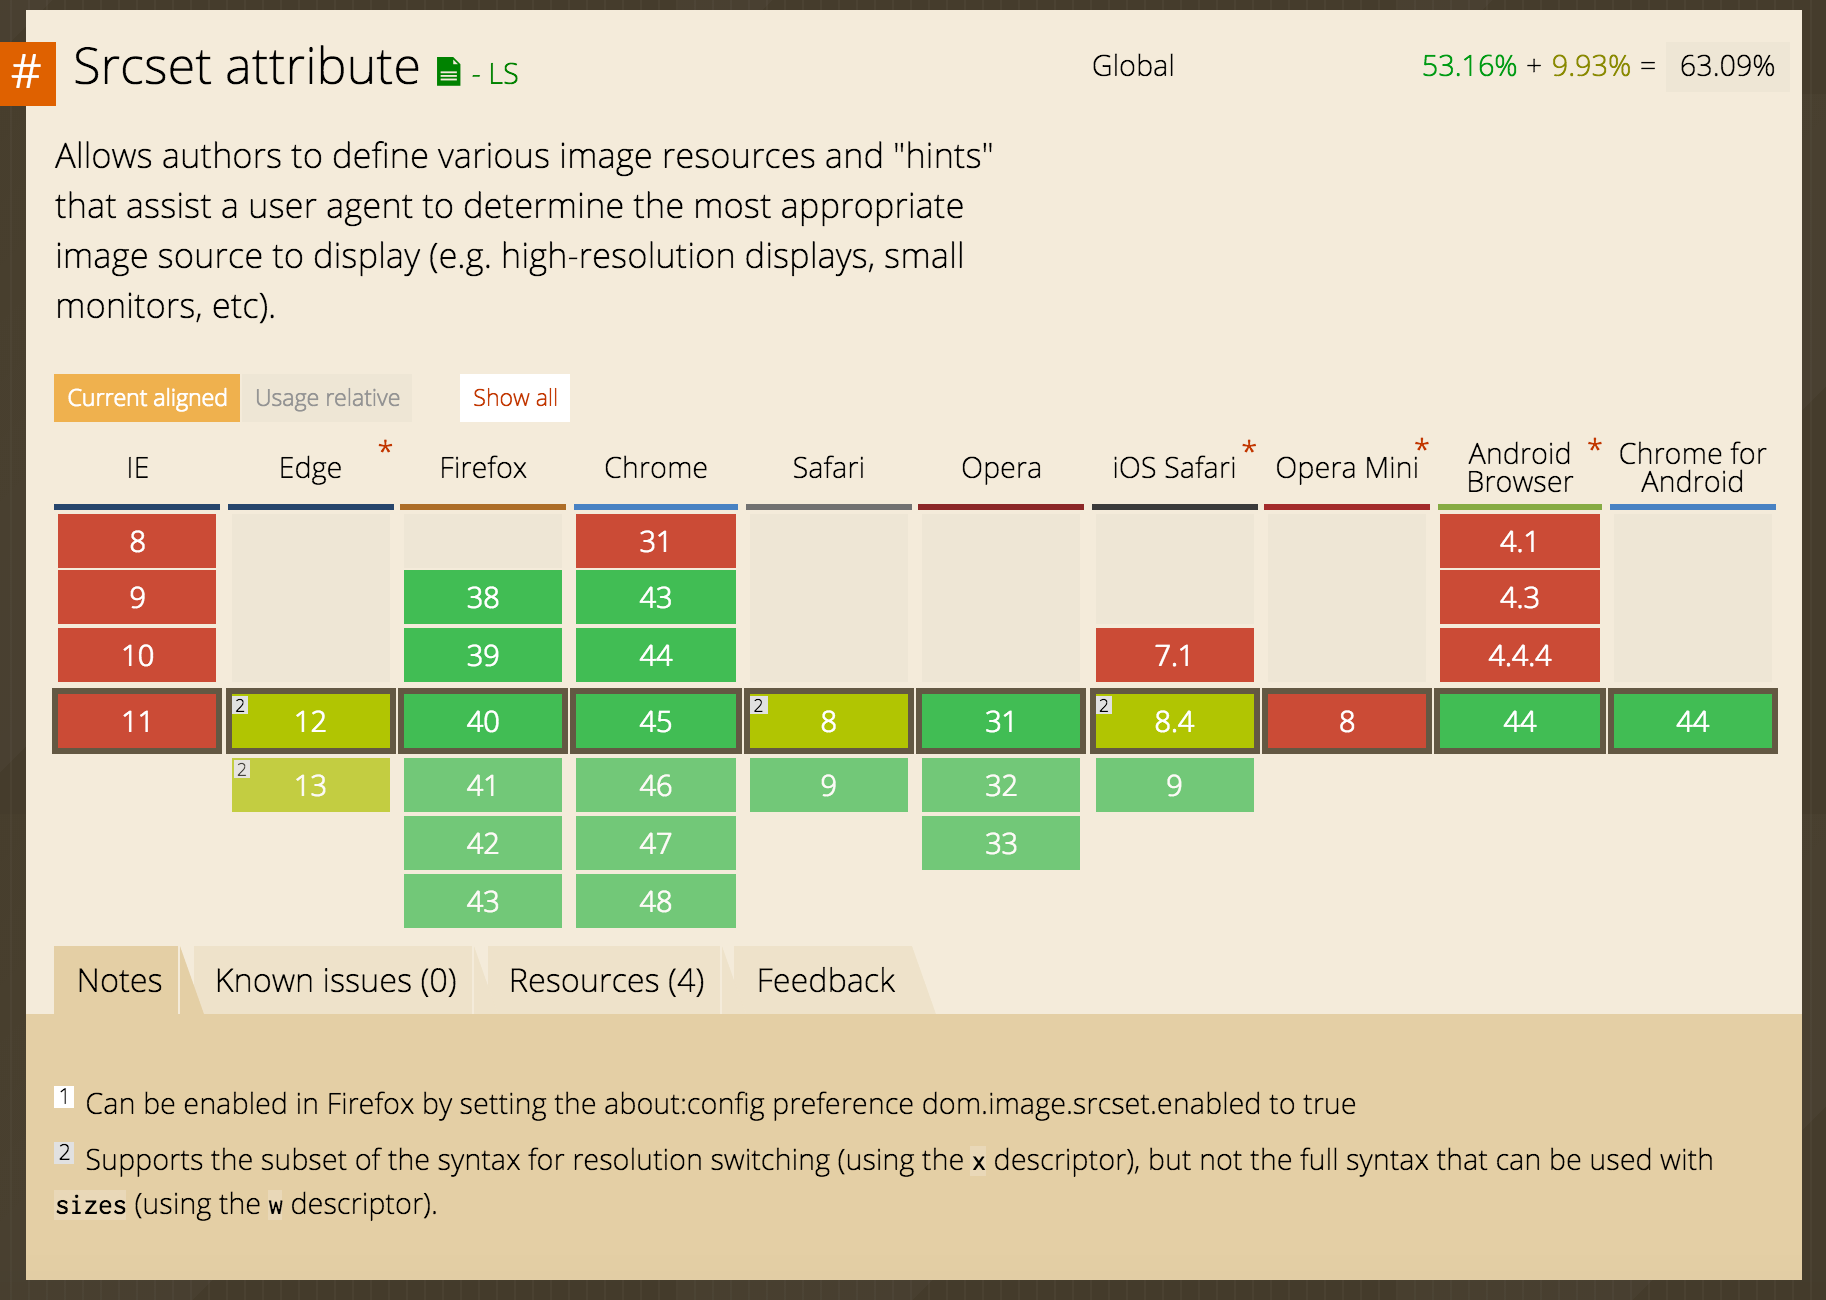 # Srcset attribute - LS Global 53.16% + 9.93% = 63.09%
Allows authors to define various image resources and "hints"
that assist a user agent to determine the most appropriate
image source to display (e.g. high-resolution displays, small
monitors, etc).
Current aligned Usage relative Show all
IE Edge * Firefox Chrome Safari Opera iOS Safari * Opera Mini * Android Browser * Chrome for Android
8 31 4.1
9 38 43 4.3
10 39 44 7.1 4.4.4
11 2 12 40 45 2 8 31 2 8.4 8 44 44
2 13 41 46 9 32 9
42 47 33
43 48
Notes Known issues (0) Resources (4) Feedback
1 Can be enabled in Firefox by setting the about:config preference dom.image.srcset.enabled to true
2 Supports the subset of the syntax for resolution switching (using the x descriptor), but not the full syntax that can be used with
sizes (using the w descriptor).